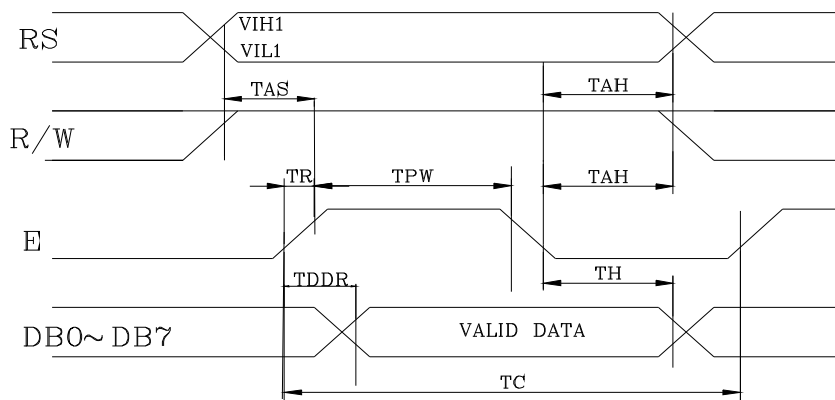 RS
VIH1
VIL1
TAS
TAH
R/W
TR
TPW
TAH
E
TDDR
TH
DB0~DB7
VALID DATA
TC